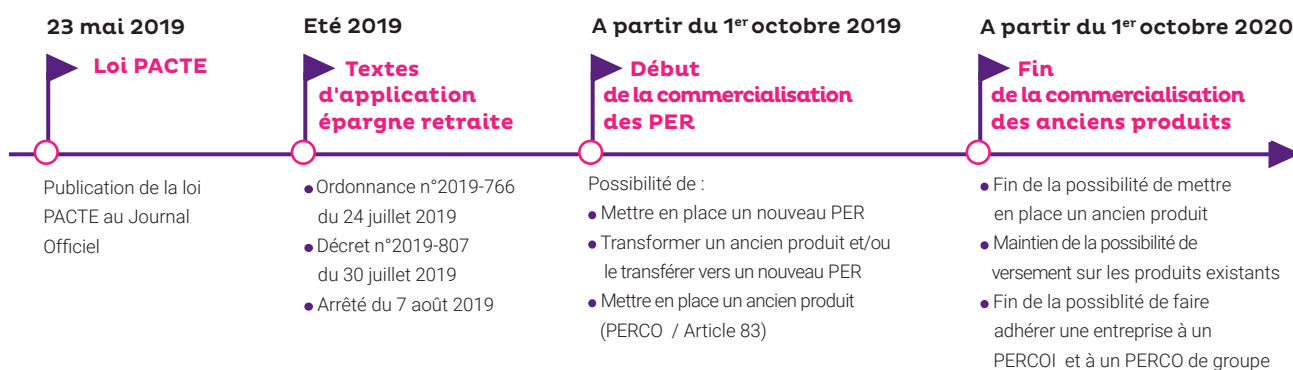 23 mai 2019
Loi PACTE
Publication de la loi
PACTE au Journal
Officiel
Eté 2019
Textes
d'application
épargne retraite
• Ordonnance n°2019-766
du 24 juillet 2019
• Décret n°2019-807
du 30 juillet 2019
• Arrêté du 7 août 2019
A partir du 1er octobre 2019
Début
de la commercialisation
des PER
Possibilité de :
• Mettre en place un nouveau PER
• Transformer un ancien produit et/ou
le transférer vers un nouveau PER
• Mettre en place un ancien produit
(PERCO / Article 83)
A partir du 1er octobre 2020
Fin
de la commercialisation
des anciens produits
• Fin de la possibilité de mettre
en place un ancien produit
• Maintien de la possibilité de
versement sur les produits existants
• Fin de la possiblité de faire
adhérer une entreprise à un
PERCOI et à un PERCO de groupe